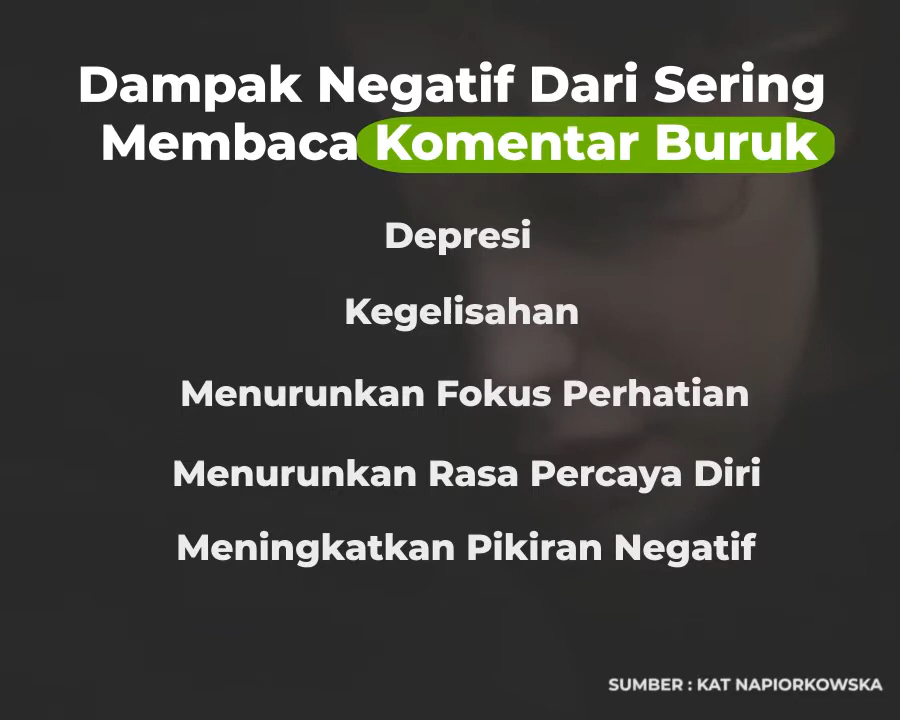 Dampak Negatif Dari Sering
Membaca Komentar Buruk
Depresi
Kegelisahan
Menurunkan Fokus Perhatian
Menurunkan Rasa Percaya Diri
Meningkatkan Pikiran Negatif
SUMBER : KAT NAPIORKOWSKA